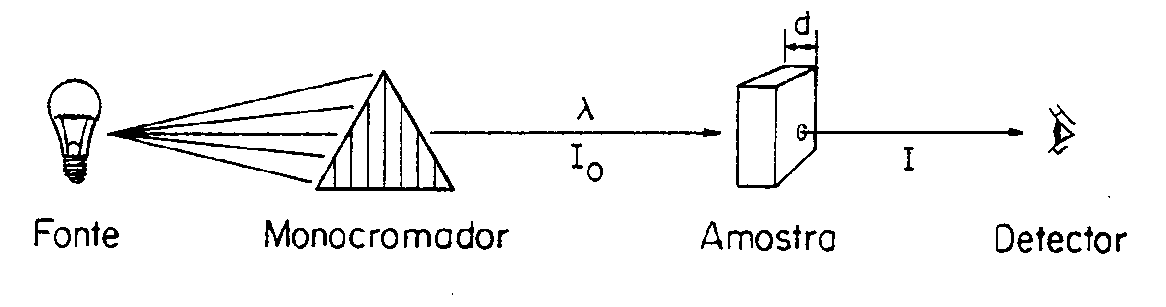 d
λ
I₀
I
Fonte Monocromador Amostra Detector